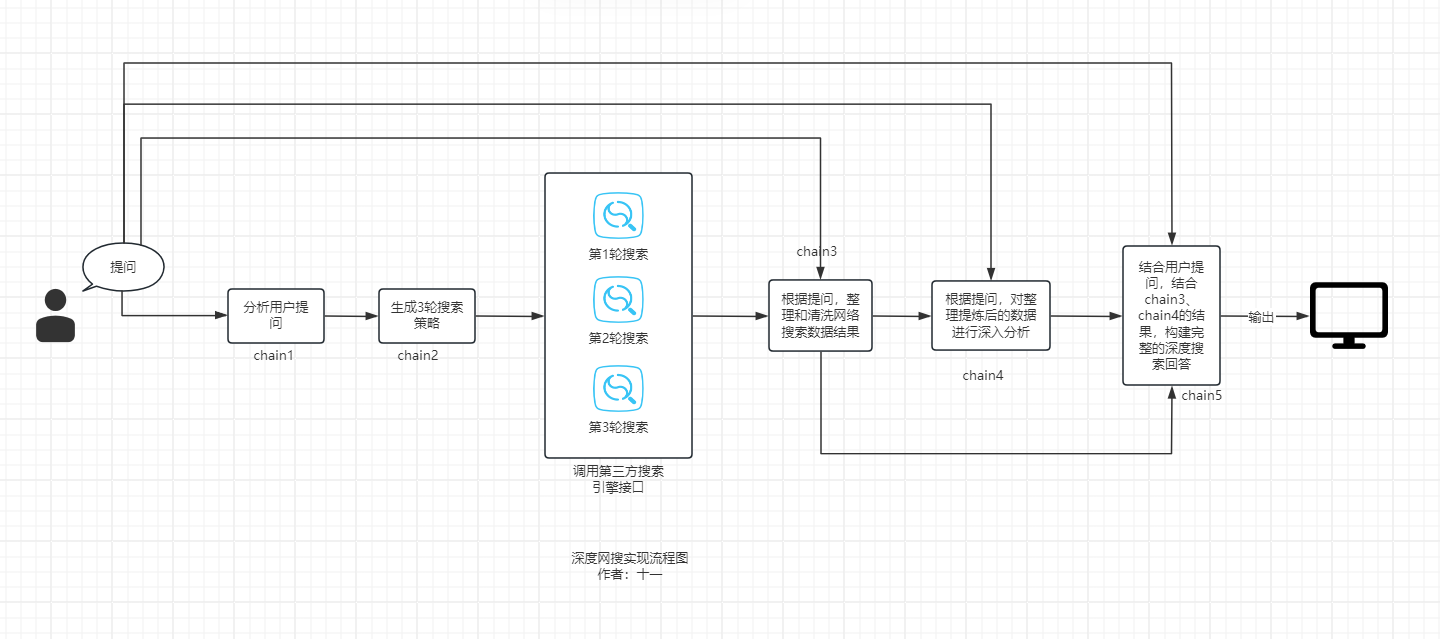 提问
分析用户提
问
chain1
生成3轮搜索
策略
chain2
第1轮搜索
第2轮搜索
第3轮搜索
调用第三方搜索
引擎接口
chain3
根据提问，整
理和清洗网络
搜索数据结果
根据提问，对整
理提炼后的数据
进行深入分析
chain4
结合用户提
问，结合
chain3、
chain4的结
果，构建完
整的深度搜
索回答
chain5
输出
深度网搜实现流程图
作者：十一